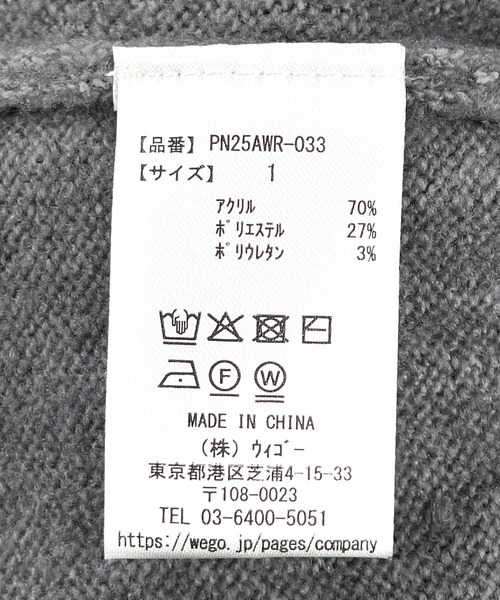 【品番】 PN25AWR-033
【サイズ】 1
アクリル 70%
ポリエステル 27%
ポリウレタン 3%
F W
MADE IN CHINA
（株）ウィゴー
東京都港区芝浦4-15-33
〒108-0023
TEL 03-6400-5051
https://wego.jp/pages/company